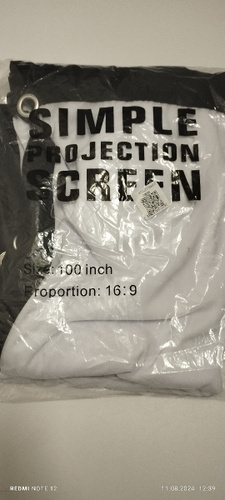 SIMPLE
PROJECTION
SCREEN
Size: 100 inch
Proportion: 16:9
REDMI NOTE 12
11.08.2024 12:39